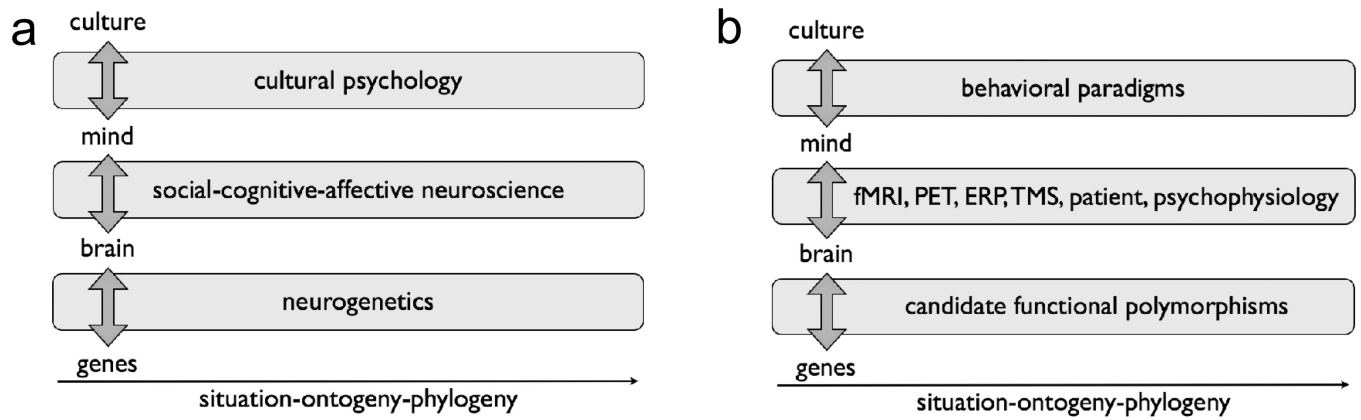 a
culture
cultural psychology
mind
social-cognitive-affective neuroscience
brain
neurogenetics
genes
situation-ontogeny-phylogeny
b
culture
behavioral paradigms
mind
fMRI, PET, ERP, TMS, patient, psychophysiology
brain
candidate functional polymorphisms
genes
situation-ontogeny-phylogeny